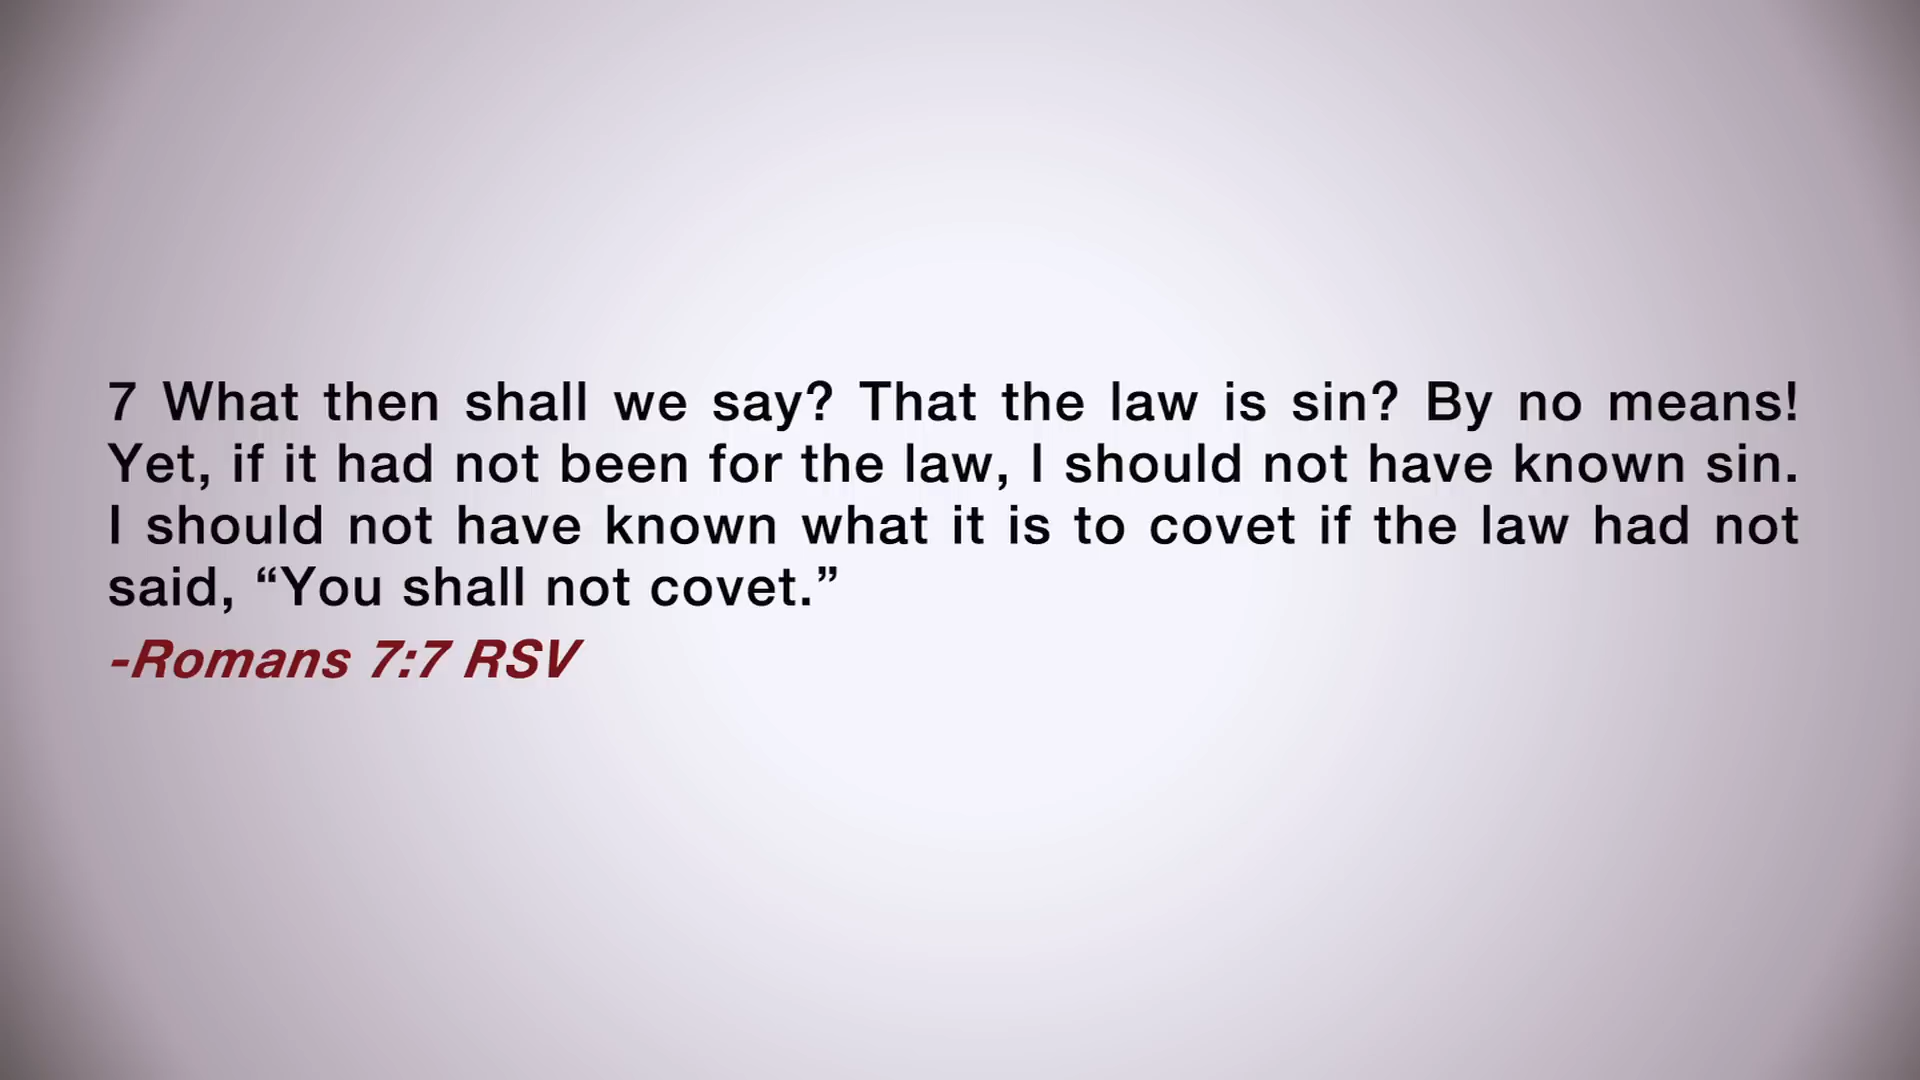 7 What then shall we say? That the law is sin? By no means!
Yet, if it had not been for the law, I should not have known sin.
I should not have known what it is to covet if the law had not
said, “You shall not covet.”
-Romans 7:7 RSV